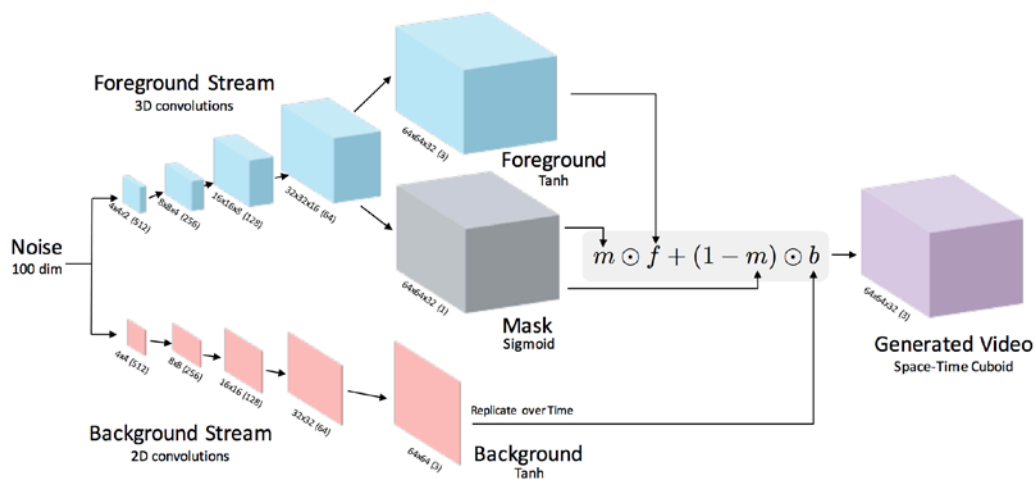 Foreground Stream
3D convolutions
4x4x2 (512)
8x8x4 (256)
16x16x8 (128)
32x32x16 (64)
64x64x32 (3)
Foreground
Tanh
Noise
100 dim
64x64x32 (1)
Mask
Sigmoid
m ⊙ f + (1 − m) ⊙ b
64x64x32 (3)
Generated Video
Space-Time Cuboid
4x4 (512)
8x8 (256)
16x16 (128)
32x32 (64)
64x64 (3)
Replicate over Time
Background Stream
2D convolutions
Background
Tanh